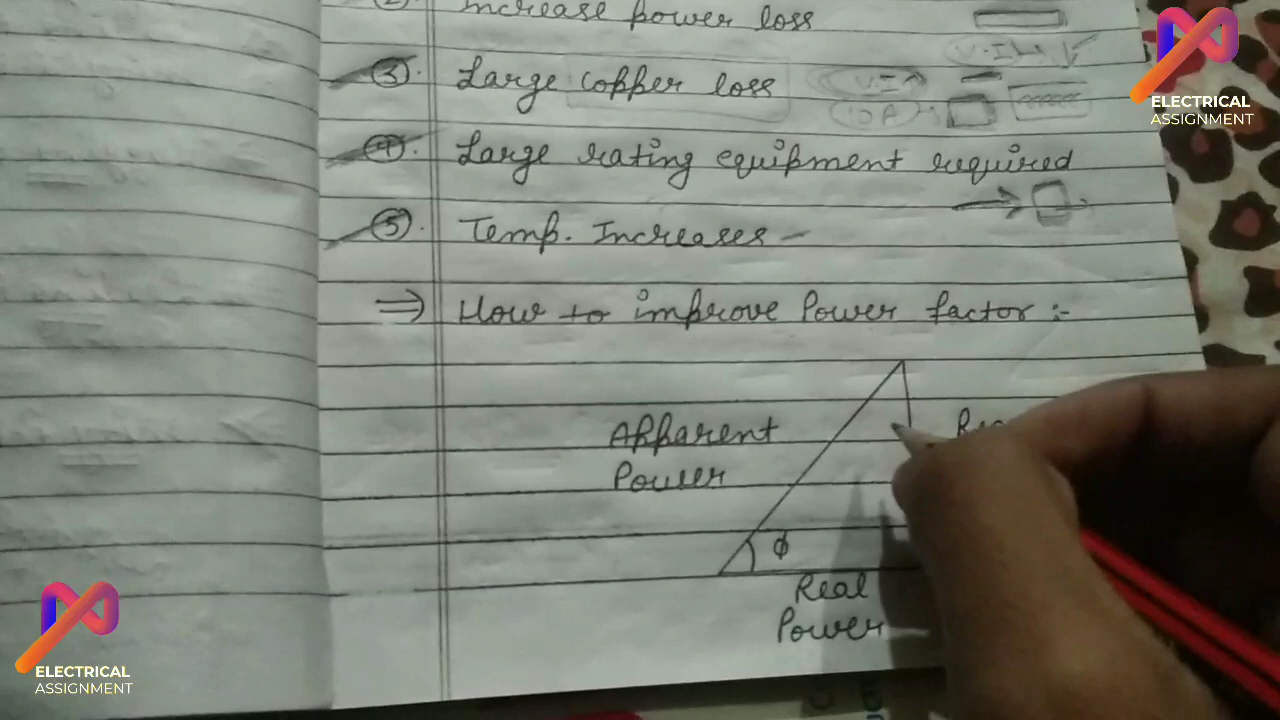 (2). Increase power loss
(3). Large copper loss
(4). Large rating equipment required
(5). Temp. Increases -
⇒ How to improve Power factor :-
Apparent
Power
ϕ
Real
Power
ELECTRICAL
ASSIGNMENT
ELECTRICAL
ASSIGNMENT